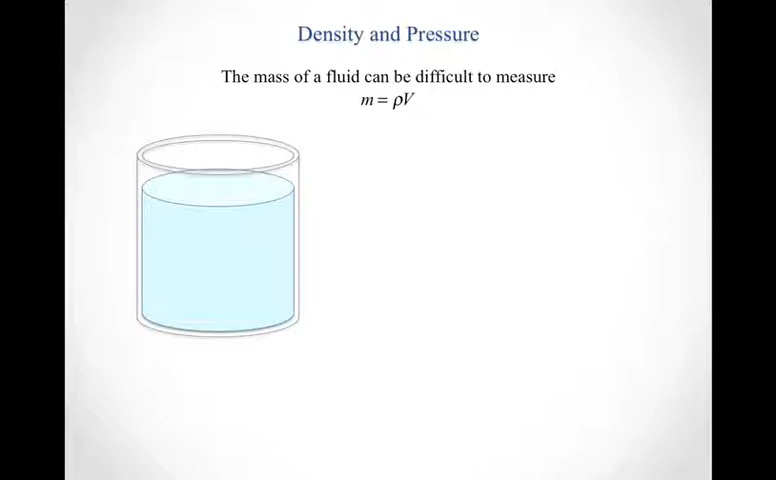 Density and Pressure
The mass of a fluid can be difficult to measure
m = ρV